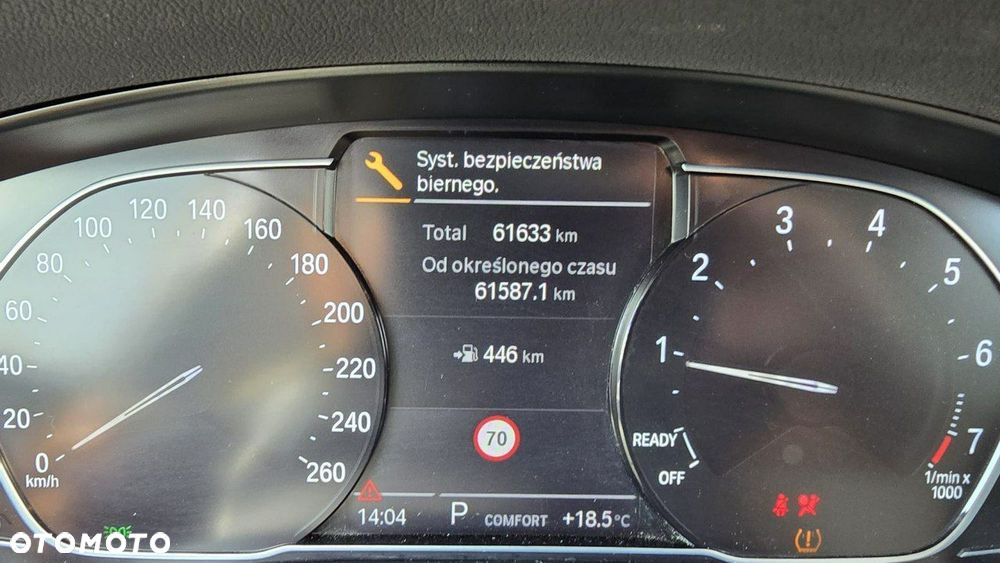 Syst. bezpieczeństwa
biernego.
Total 61633 km
Od określonego czasu
61587.1 km
446 km
70
14:04 P COMFORT +18.5°C
0
20
40
60
80
100
120
140
160
180
200
220
240
260
km/h
1
2
3
4
5
6
7
READY
OFF
1/min x
1000
OTOMOTO